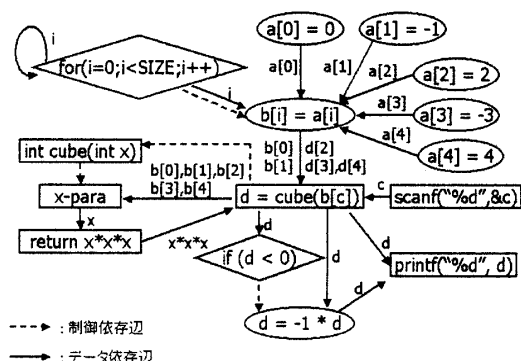 a[0] = 0
a[1] = -1
i
for(i=0;i<SIZE;i++)
a[0]
a[1]
a[2]
a[2] = 2
i
b[i] = a[i]
a[3]
a[3] = -3
a[4]
a[4] = 4
int cube(int x)
b[0] d[2]
b[1] d[3],d[4]
b[0],b[1],b[2]
b[3],b[4]
x-para
d = cube(b[c])
c
scanf("%d",&c)
x
return x*x*x
x*x*x
d
if (d < 0)
d
d
printf("%d", d)
d
d = -1 * d
: 制御依存辺
: データ依存辺